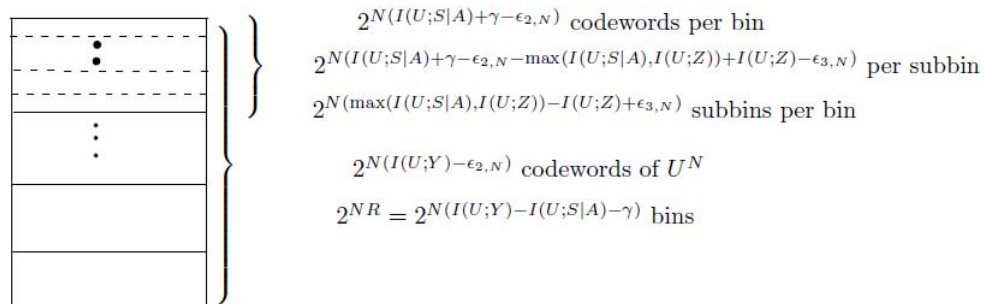 2^{N(I(U;S|A)+γ−ϵ_{2,N})} codewords per bin
2^{N(I(U;S|A)+γ−ϵ_{2,N}−max(I(U;S|A),I(U;Z))+I(U;Z)−ϵ_{3,N})} per subbin
2^{N(max(I(U;S|A),I(U;Z))−I(U;Z)+ϵ_{3,N})} subbins per bin
2^{N(I(U;Y)−ϵ_{2,N})} codewords of U^N
2^{NR} = 2^{N(I(U;Y)−I(U;S|A)−γ)} bins